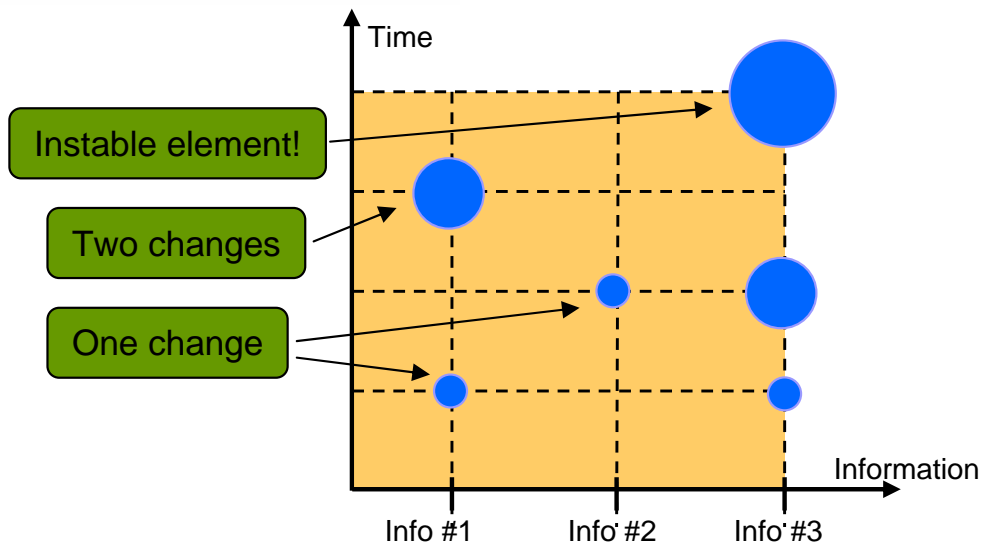 Time
Instable element!
Two changes
One change
Information
Info #1
Info #2
Info #3